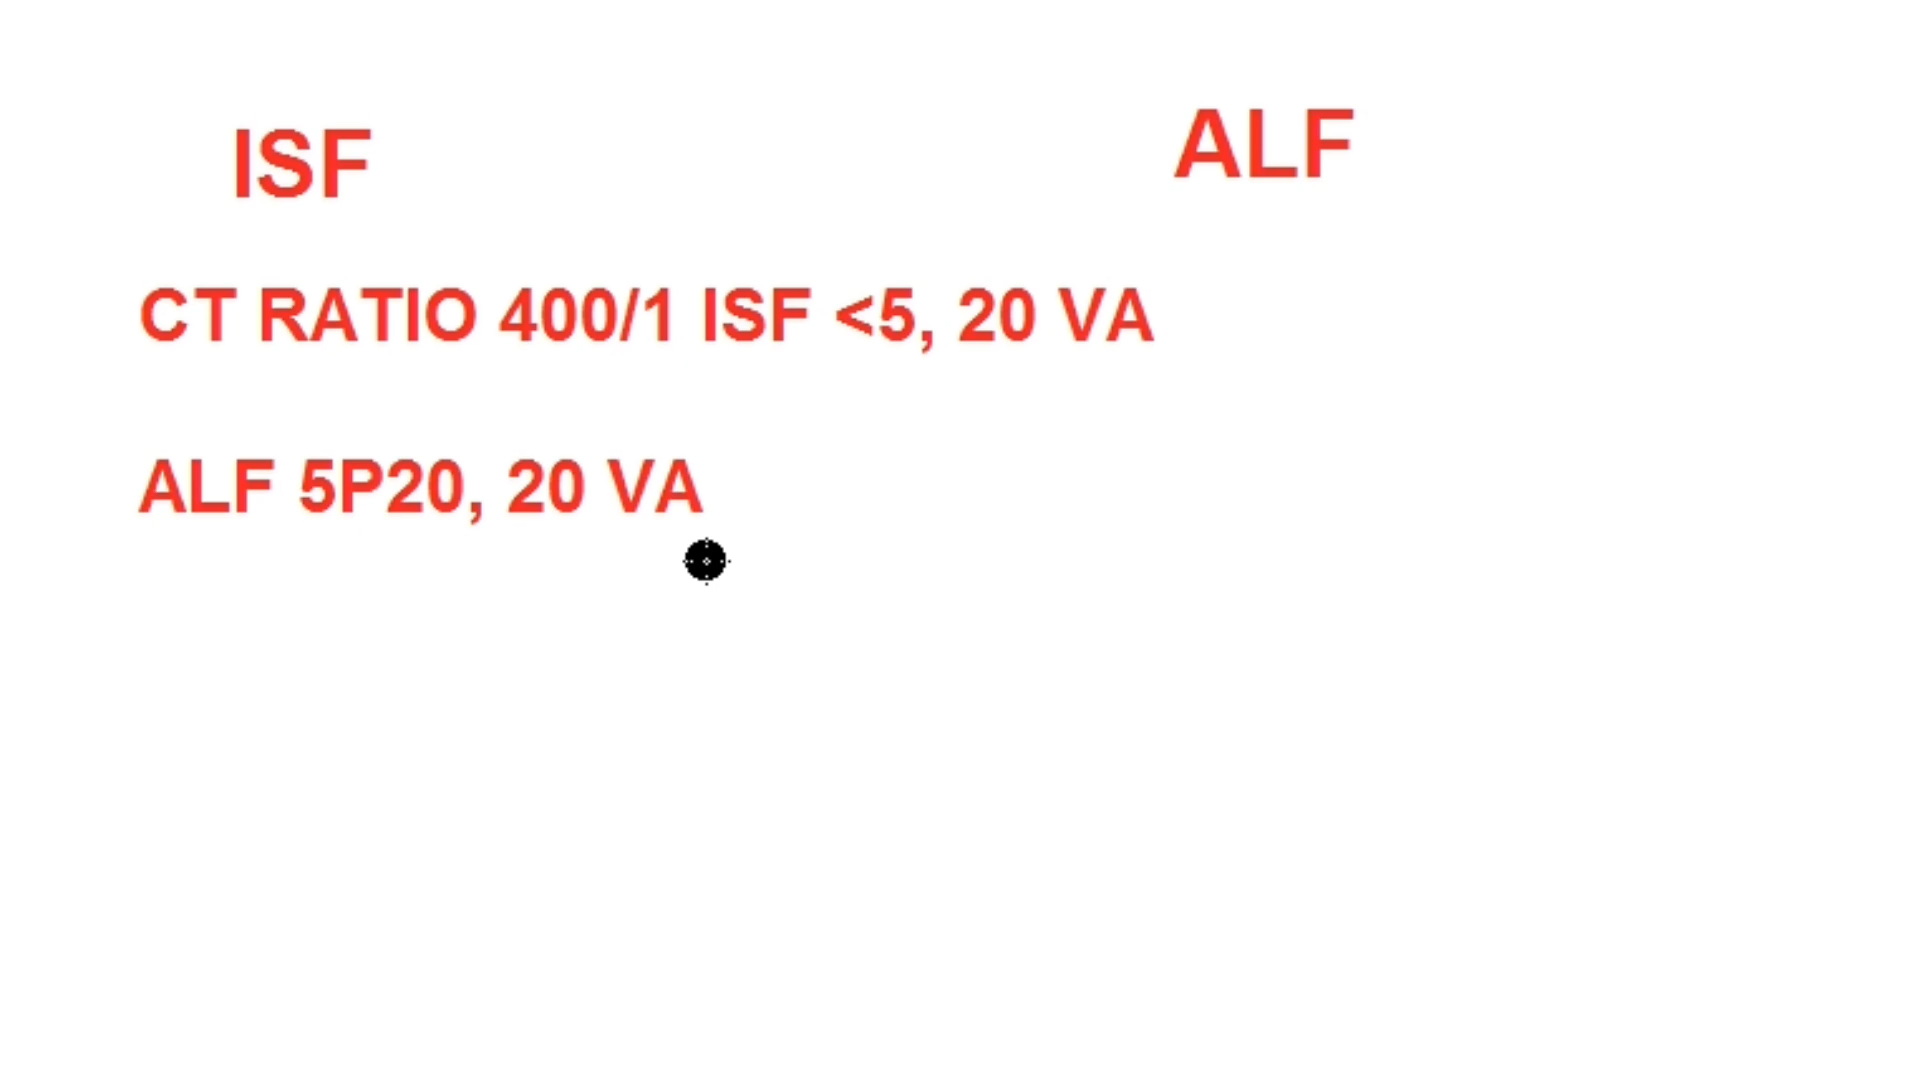 ISF
ALF
CT RATIO 400/1 ISF <5, 20 VA
ALF 5P20, 20 VA